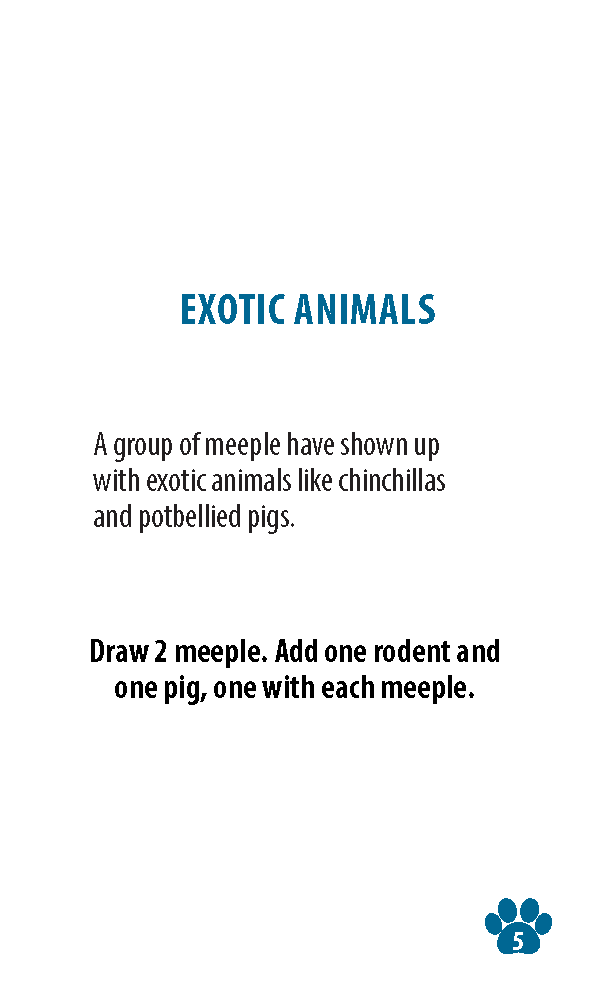 EXOTIC ANIMALS
A group of meeple have shown up
with exotic animals like chinchillas
and potbellied pigs.
Draw 2 meeple. Add one rodent and
one pig, one with each meeple.
5